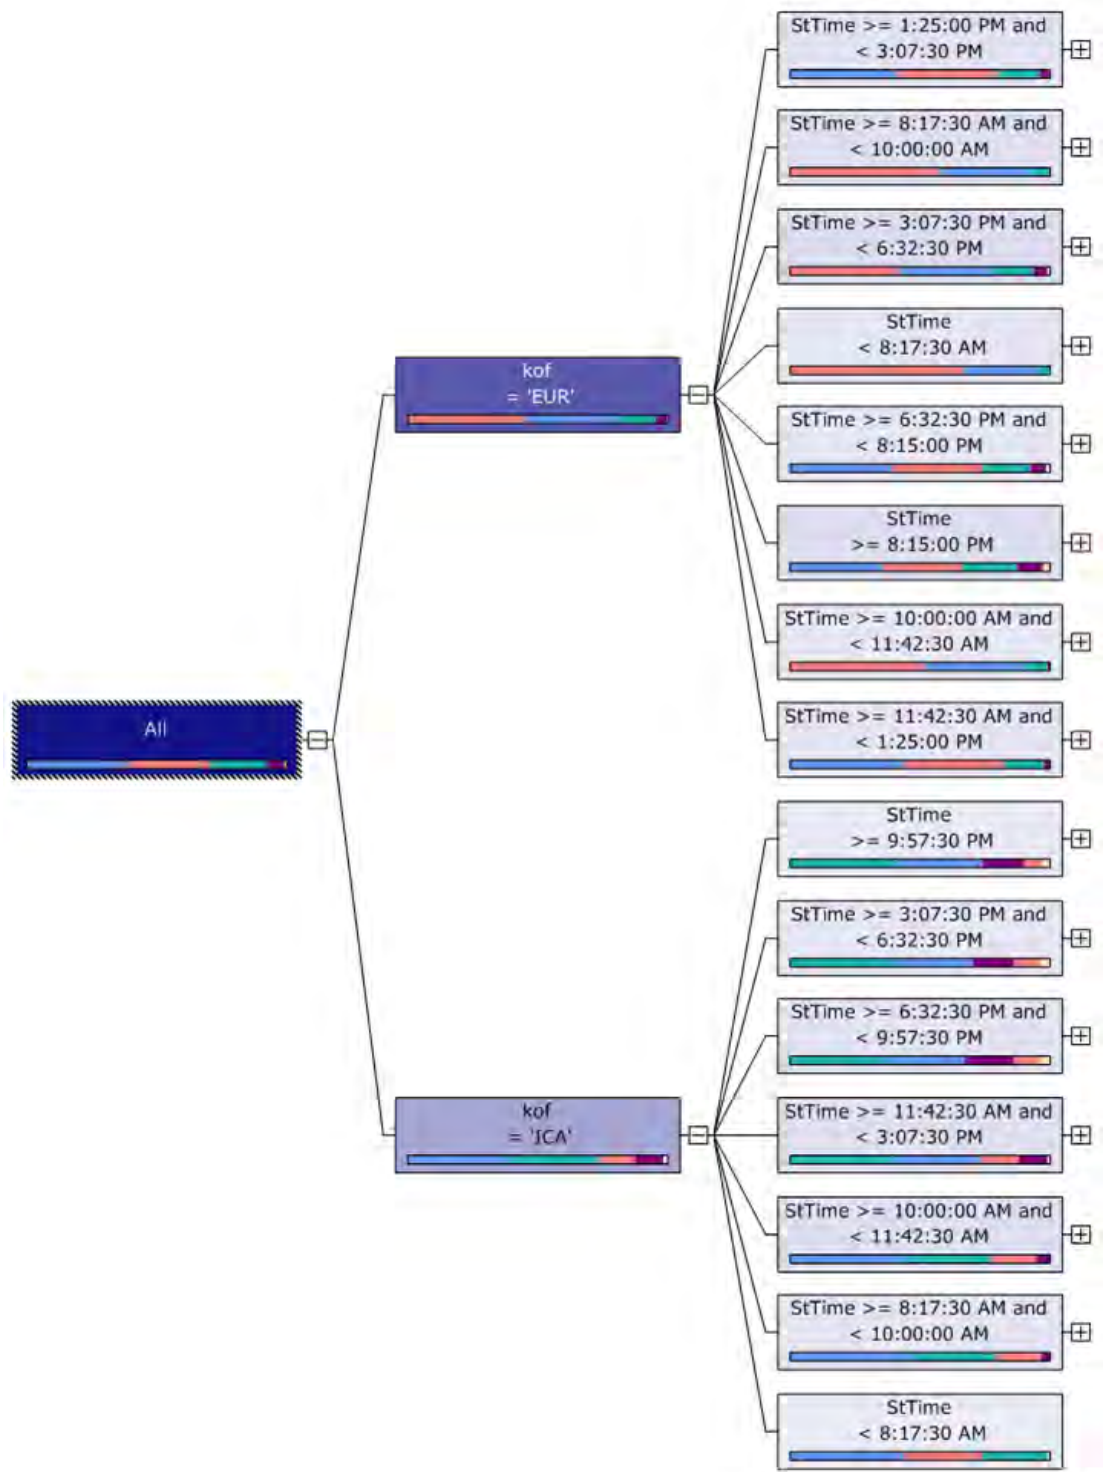 All
kof
= 'EUR'
StTime >= 1:25:00 PM and
< 3:07:30 PM
StTime >= 8:17:30 AM and
< 10:00:00 AM
StTime >= 3:07:30 PM and
< 6:32:30 PM
StTime
< 8:17:30 AM
StTime >= 6:32:30 PM and
< 8:15:00 PM
StTime
>= 8:15:00 PM
StTime >= 10:00:00 AM and
< 11:42:30 AM
StTime >= 11:42:30 AM and
< 1:25:00 PM
kof
= 'ICA'
StTime
>= 9:57:30 PM
StTime >= 3:07:30 PM and
< 6:32:30 PM
StTime >= 6:32:30 PM and
< 9:57:30 PM
StTime >= 11:42:30 AM and
< 3:07:30 PM
StTime >= 10:00:00 AM and
< 11:42:30 AM
StTime >= 8:17:30 AM and
< 10:00:00 AM
StTime
< 8:17:30 AM